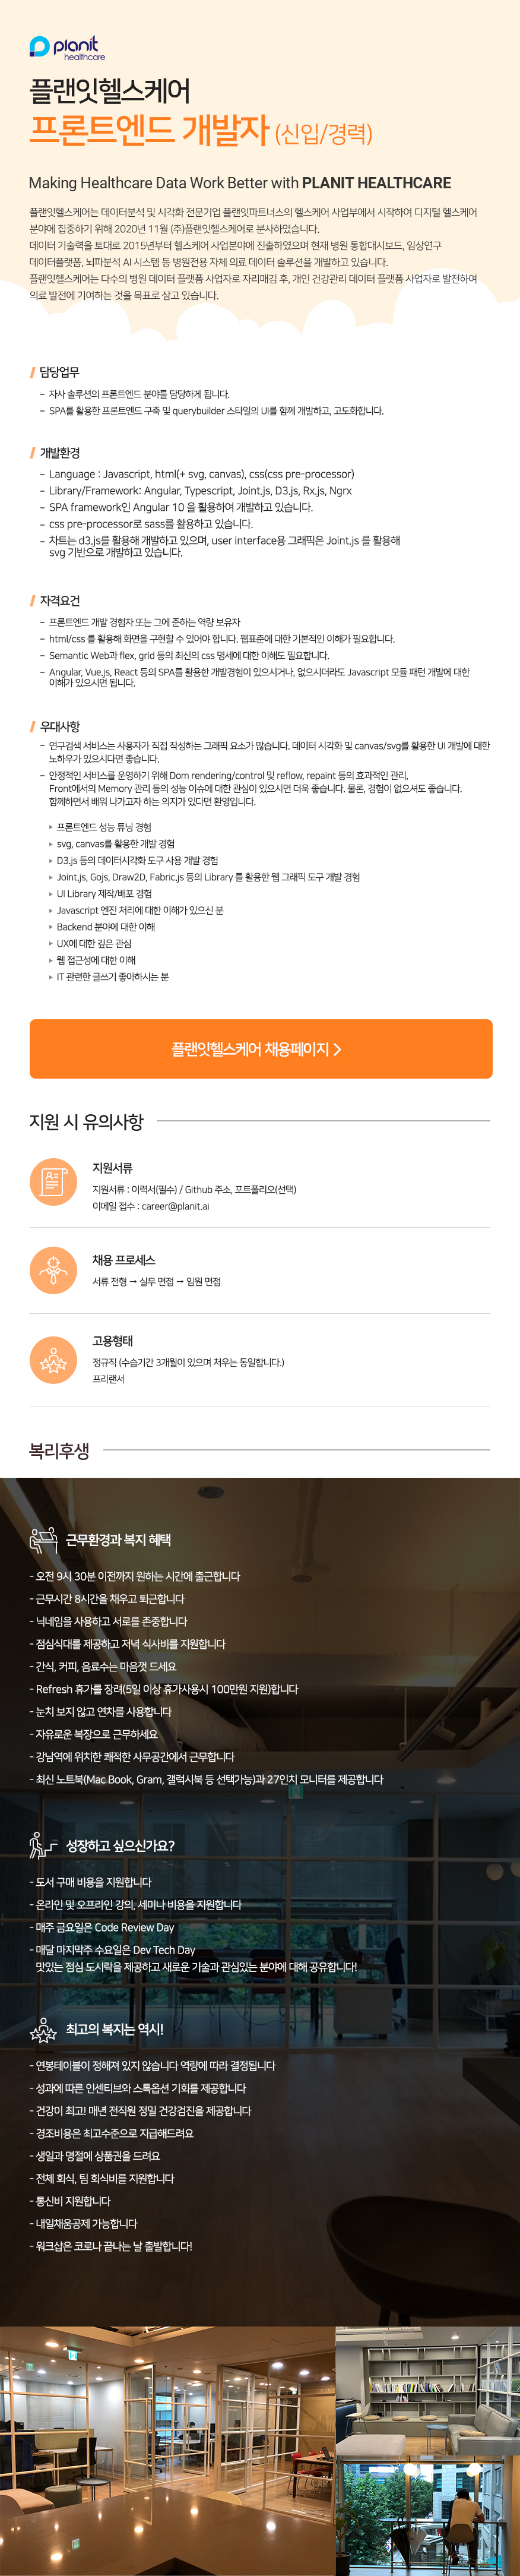 planit
healthcare
플랜잇헬스케어
프론트엔드 개발자 (신입/경력)
Making Healthcare Data Work Better with PLANIT HEALTHCARE
플랜잇헬스케어는 데이터분석 및 시각화 전문기업 플랜잇파트너스의 헬스케어 사업부에서 시작하여 디지털 헬스케어
분야에 집중하기 위해 2020년 11월 (주)플랜잇헬스케어로 분사하였습니다.
데이터 기술력을 토대로 2015년부터 헬스케어 사업분야에 진출하였으며 현재 병원 통합대시보드, 임상연구
데이터플랫폼, 뇌파분석 AI 시스템 등 병원전용 자체 의료 데이터 솔루션을 개발하고 있습니다.
플랜잇헬스케어는 다수의 병원 데이터 플랫폼 사업자로 자리매김 후, 개인 건강관리 데이터 플랫폼 사업자로 발전하여
의료 발전에 기여하는 것을 목표로 삼고 있습니다.
담당업무
- 자사 솔루션의 프론트엔드 분야를 담당하게 됩니다.
- SPA를 활용한 프론트엔드 구축 및 querybuilder 스타일의 UI를 함께 개발하고, 고도화합니다.
개발환경
- Language : Javascript, html(+ svg, canvas), css(css pre-processor)
- Library/Framework: Angular, Typescript, Joint.js, D3.js, Rx.js, Ngrx
- SPA framework인 Angular 10 을 활용하여 개발하고 있습니다.
- css pre-processor로 sass를 활용하고 있습니다.
- 차트는 d3.js를 활용해 개발하고 있으며, user interface용 그래픽은 Joint.js 를 활용해
svg 기반으로 개발하고 있습니다.
자격요건
- 프론트엔드 개발 경험자 또는 그에 준하는 역량 보유자
- html/css 를 활용해 화면을 구현할 수 있어야 합니다. 웹표준에 대한 기본적인 이해가 필요합니다.
- Semantic Web과 flex, grid 등의 최신의 css 명세에 대한 이해도 필요합니다.
- Angular, Vue.js, React 등의 SPA를 활용한 개발경험이 있으시거나, 없으시더라도 Javascript 모듈 패턴 개발에 대한
이해가 있으시면 됩니다.
우대사항
- 연구검색 서비스는 사용자가 직접 작성하는 그래픽 요소가 많습니다. 데이터 시각화 및 canvas/svg를 활용한 UI 개발에 대한
노하우가 있으시다면 좋습니다.
- 안정적인 서비스를 운영하기 위해 Dom rendering/control 및 reflow, repaint 등의 효과적인 관리,
Front에서의 Memory 관리 등의 성능 이슈에 대한 관심이 있으시면 더욱 좋습니다. 물론, 경험이 없으셔도 좋습니다.
함께하면서 배워 나가고자 하는 의지가 있다면 환영입니다.
▸ 프론트엔드 성능 튜닝 경험
▸ svg, canvas를 활용한 개발 경험
▸ D3.js 등의 데이터시각화 도구 사용 개발 경험
▸ Joint.js, Gojs, Draw2D, Fabric.js 등의 Library 를 활용한 웹 그래픽 도구 개발 경험
▸ UI Library 제작/배포 경험
▸ Javascript 엔진 처리에 대한 이해가 있으신 분
▸ Backend 분야에 대한 이해
▸ UX에 대한 깊은 관심
▸ 웹 접근성에 대한 이해
▸ IT 관련한 글쓰기 좋아하시는 분
플랜잇헬스케어 채용페이지 >
지원 시 유의사항
지원서류
지원서류 : 이력서(필수) / Github 주소, 포트폴리오(선택)
이메일 접수 : career@planit.ai
채용 프로세스
서류 전형 → 실무 면접 → 임원 면접
고용형태
정규직 (수습기간 3개월이 있으며 처우는 동일합니다.)
프리랜서
복리후생
근무환경과 복지 혜택
- 오전 9시 30분 이전까지 원하는 시간에 출근합니다
- 근무시간 8시간을 채우고 퇴근합니다
- 닉네임을 사용하고 서로를 존중합니다
- 점심식대를 제공하고 저녁 식사비를 지원합니다
- 간식, 커피, 음료수는 마음껏 드세요
- Refresh 휴가를 장려(5일 이상 휴가사용시 100만원 지원)합니다
- 눈치 보지 않고 연차를 사용합니다
- 자유로운 복장으로 근무하세요
- 강남역에 위치한 쾌적한 사무공간에서 근무합니다
- 최신 노트북(Mac Book, Gram, 갤럭시북 등 선택가능)과 27인치 모니터를 제공합니다
성장하고 싶으신가요?
- 도서 구매 비용을 지원합니다
- 온라인 및 오프라인 강의, 세미나 비용을 지원합니다
- 매주 금요일은 Code Review Day
- 매달 마지막주 수요일은 Dev Tech Day
맛있는 점심 도시락을 제공하고 새로운 기술과 관심있는 분야에 대해 공유합니다!
최고의 복지는 역시!
- 연봉테이블이 정해져 있지 않습니다 역량에 따라 결정됩니다
- 성과에 따른 인센티브와 스톡옵션 기회를 제공합니다
- 건강이 최고! 매년 전직원 정밀 건강검진을 제공합니다
- 경조비용은 최고수준으로 지급해드려요
- 생일과 명절에 상품권을 드려요
- 전체 회식, 팀 회식비를 지원합니다
- 통신비 지원합니다
- 내일채움공제 가능합니다
- 워크샵은 코로나 끝나는 날 출발합니다!